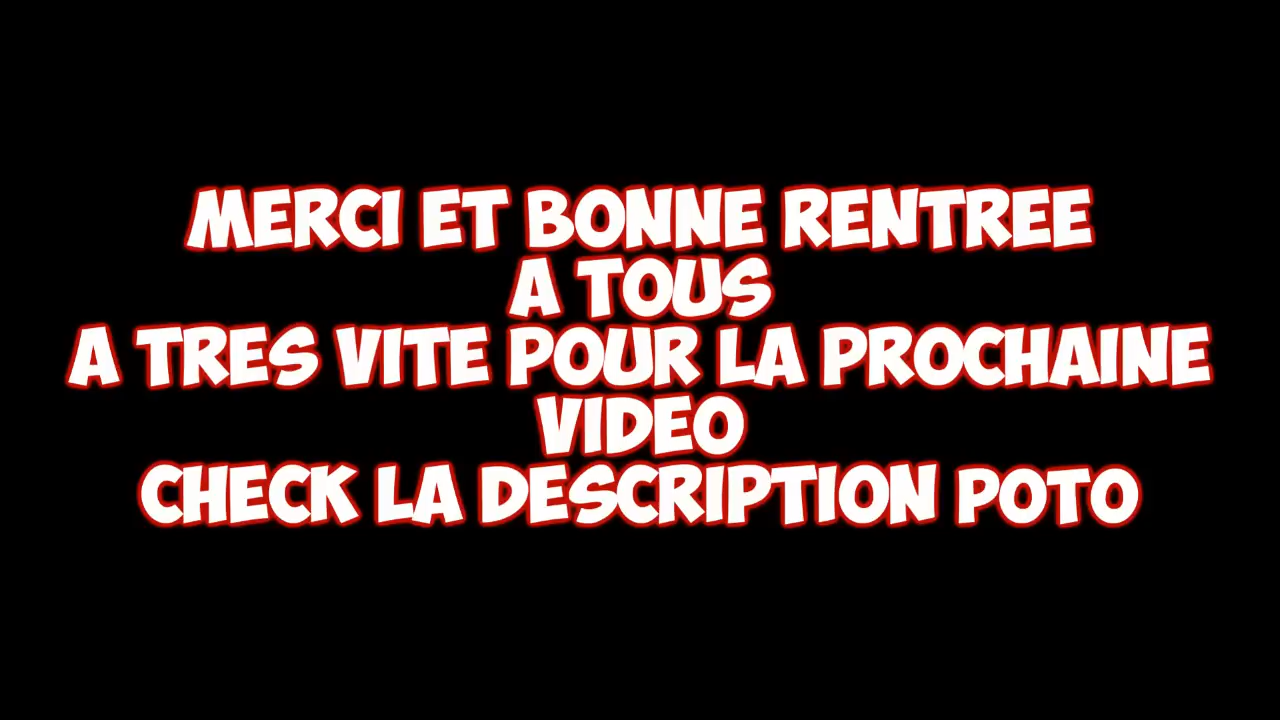 MERCI ET BONNE RENTREE
A TOUS
A TRES VITE POUR LA PROCHAINE
VIDEO
CHECK LA DESCRIPTION POTO